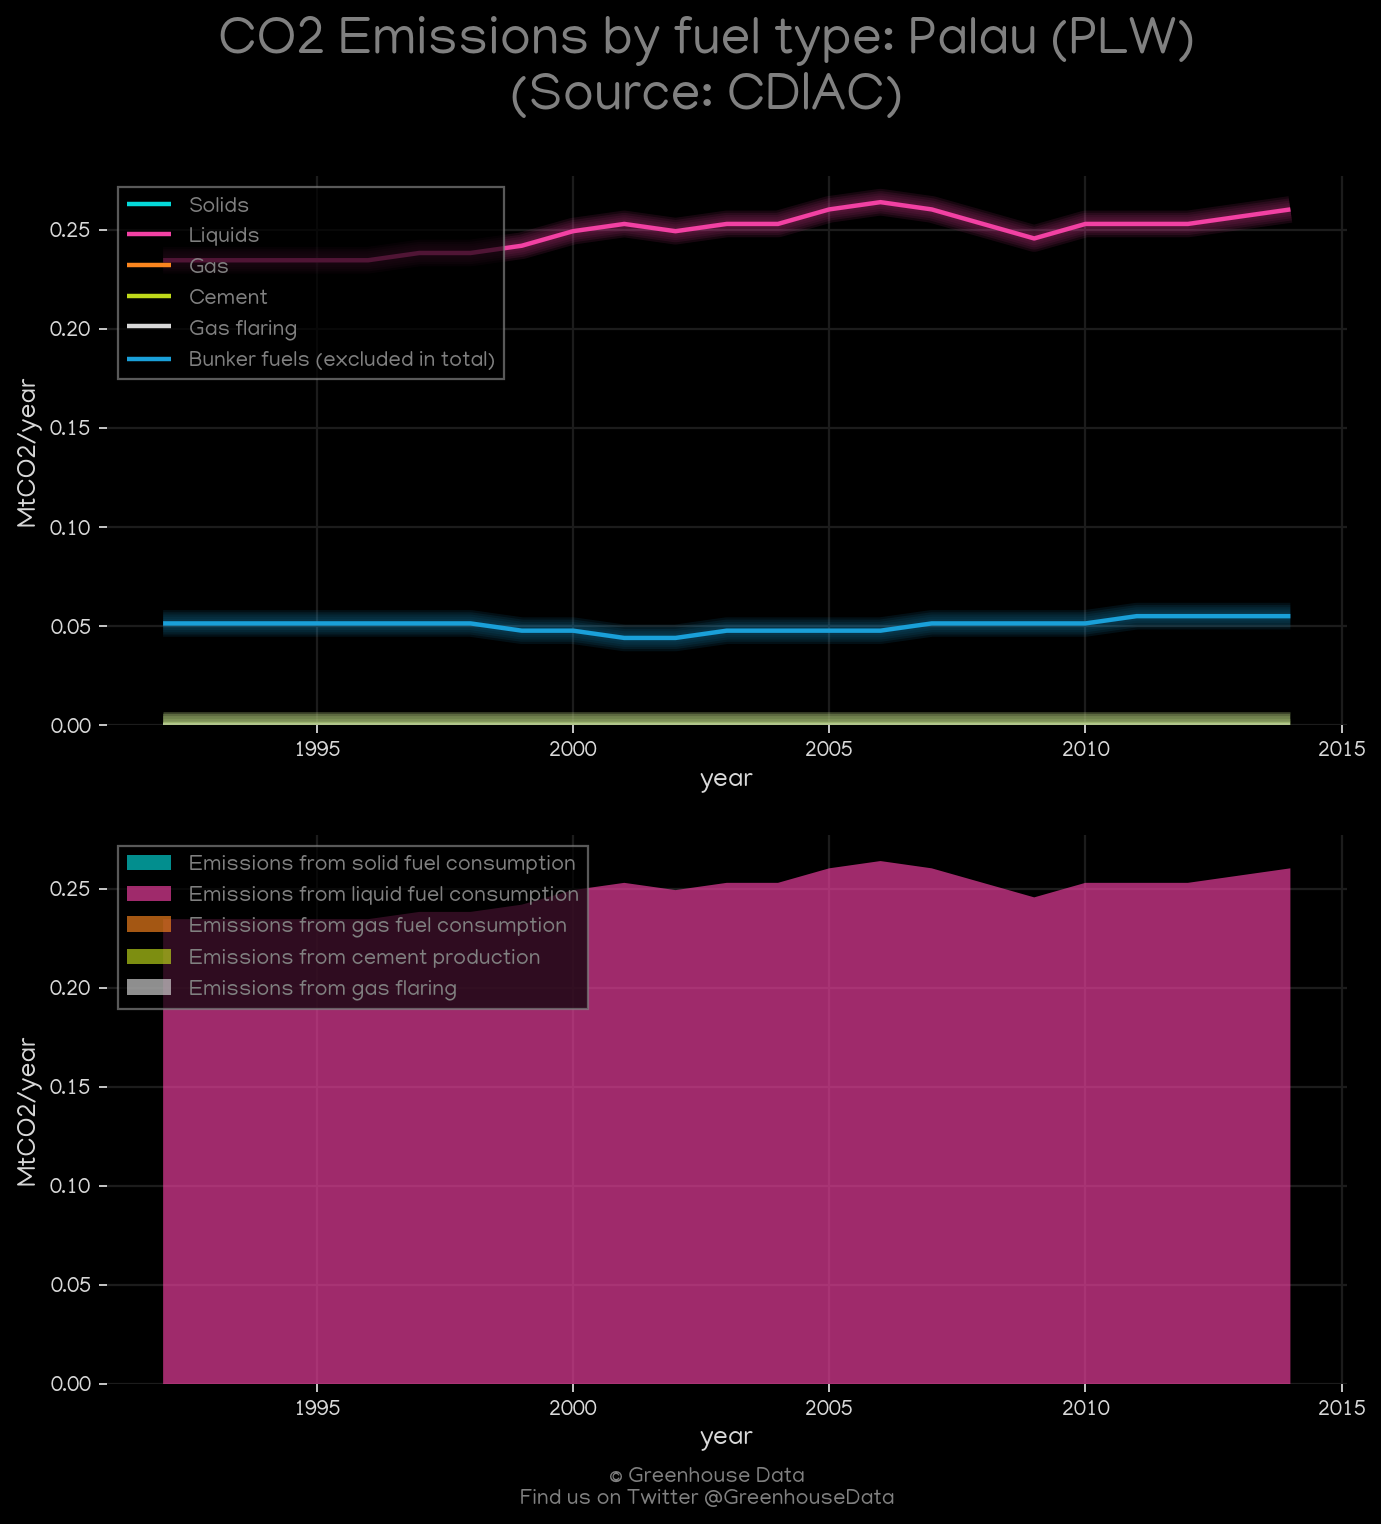 CO2 Emissions by fuel type: Palau (PLW)
(Source: CDIAC)
Solids
Liquids
Gas
Cement
Gas flaring
Bunker fuels (excluded in total)
MtCO2/year
0.25
0.20
0.15
0.10
0.05
0.00
1995 2000 2005 2010 2015
year
Emissions from solid fuel consumption
Emissions from liquid fuel consumption
Emissions from gas fuel consumption
Emissions from cement production
Emissions from gas flaring
MtCO2/year
0.25
0.20
0.15
0.10
0.05
0.00
1995 2000 2005 2010 2015
year
© Greenhouse Data
Find us on Twitter @GreenhouseData